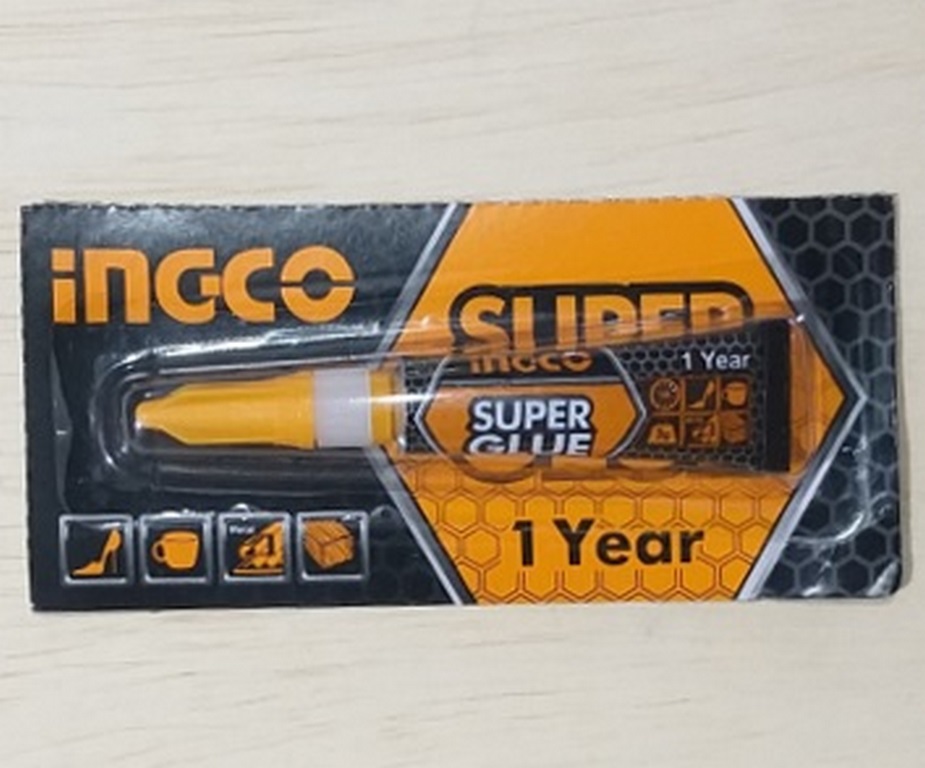 INGCO
SUPER
INGCO
1 Year
SUPER
GLUE
1 Year